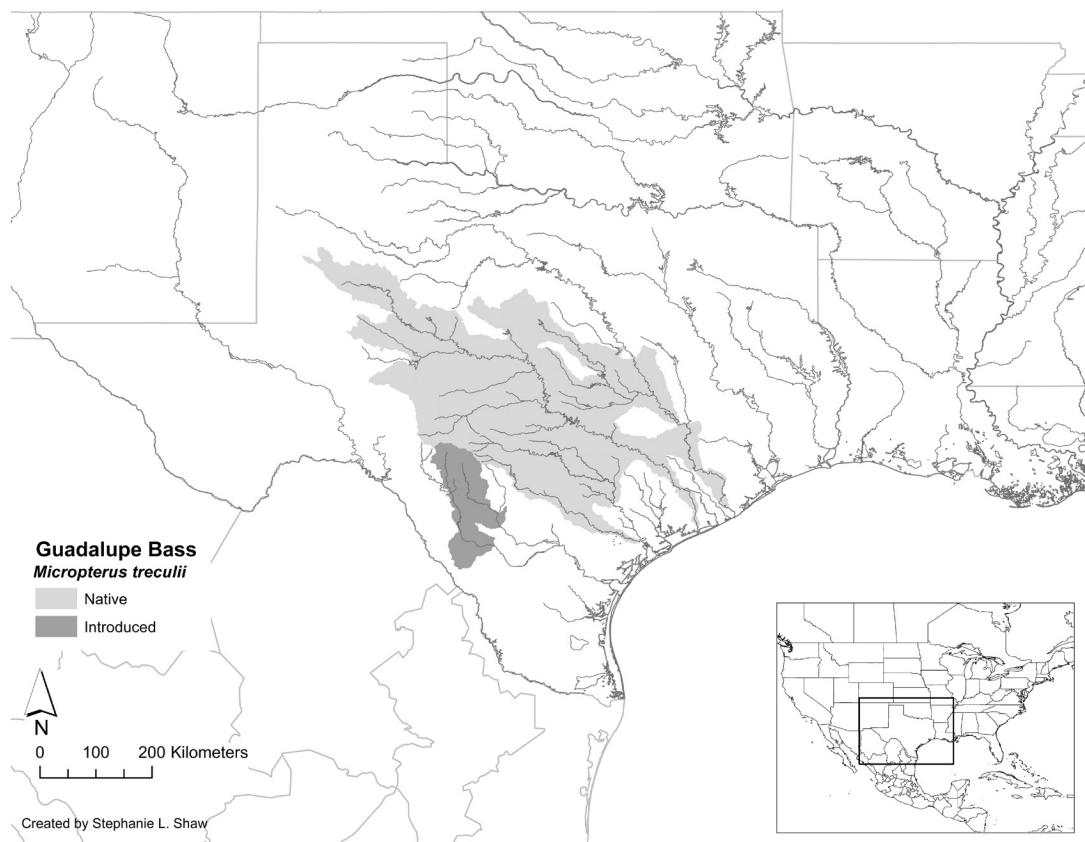 Guadalupe Bass
Micropterus treculii
Native
Introduced
N
0 100 200 Kilometers
Created by Stephanie L. Shaw